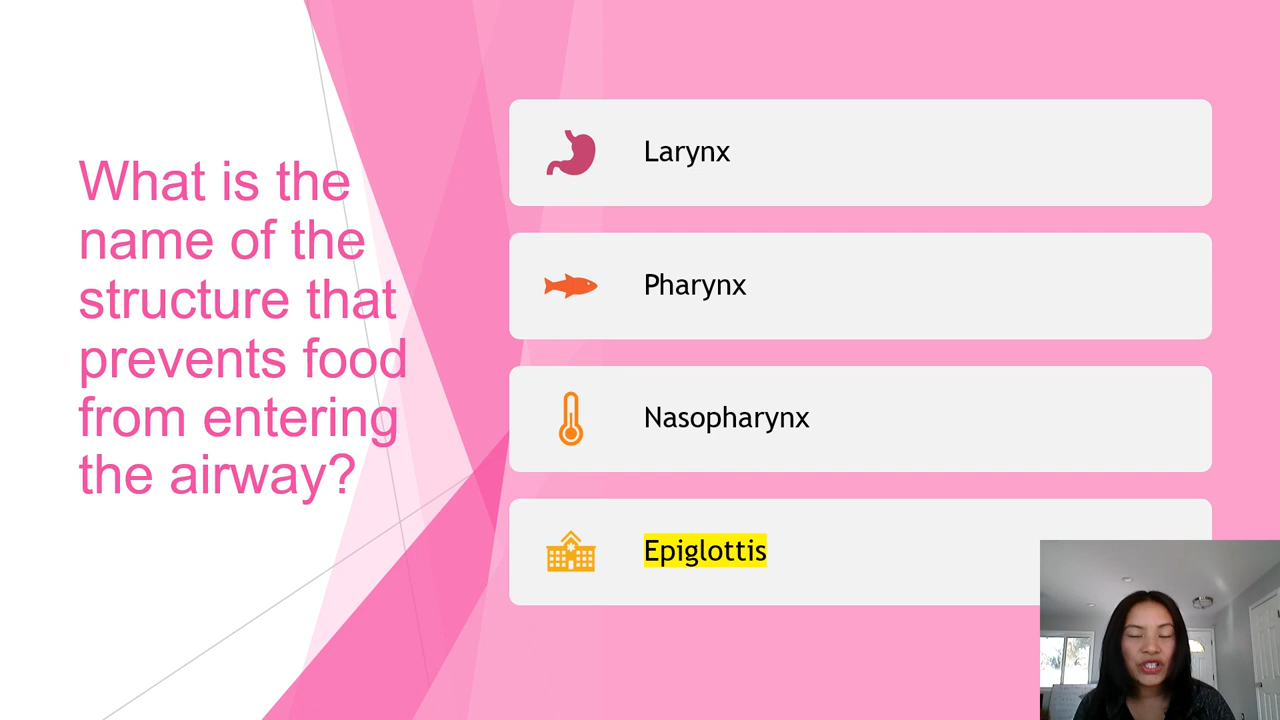 What is the
name of the
structure that
prevents food
from entering
the airway?
Larynx
Pharynx
Nasopharynx
Epiglottis